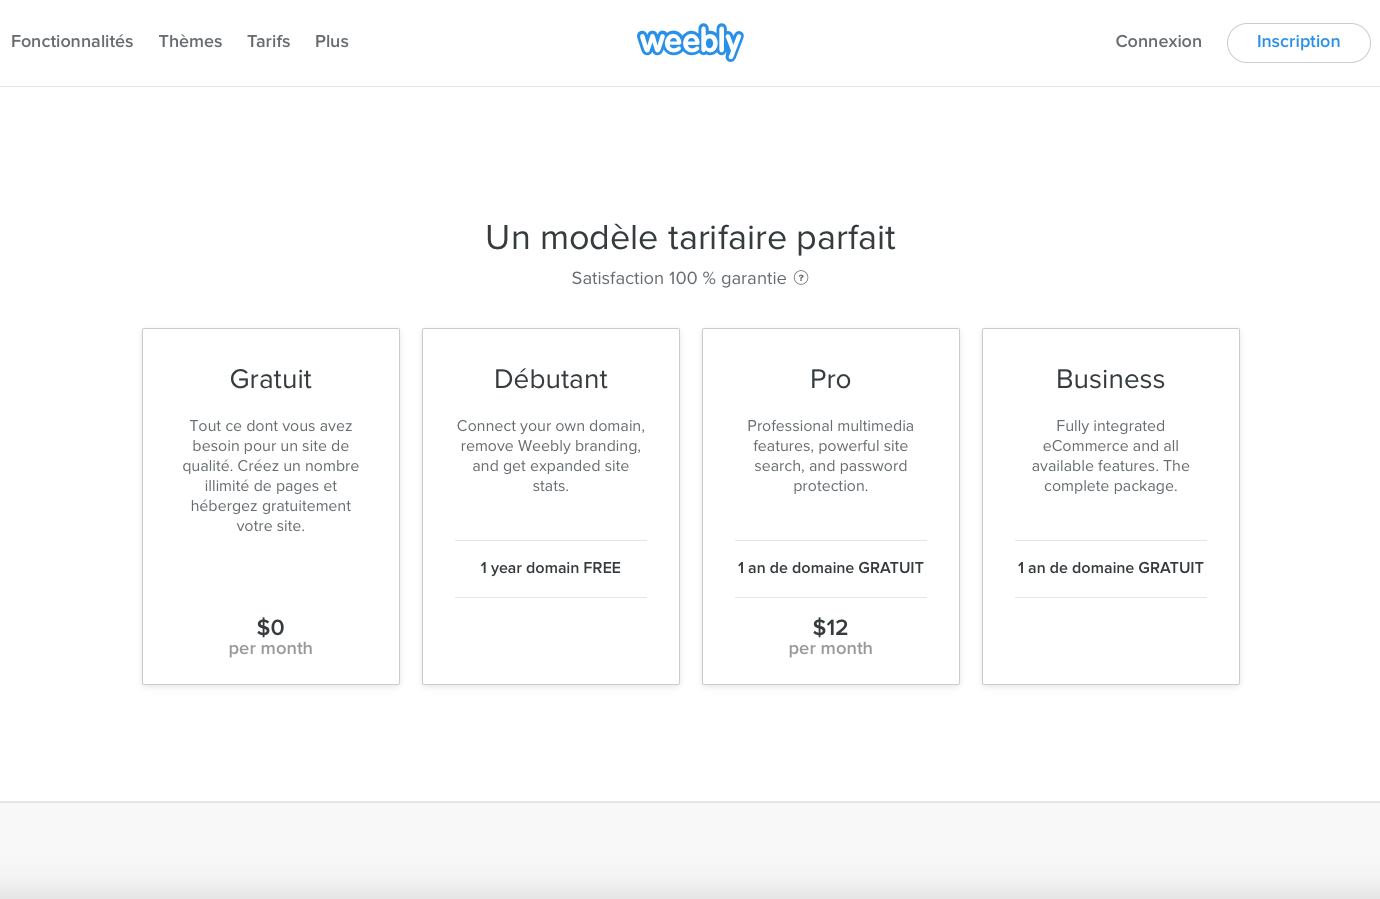 Fonctionnalités Thèmes Tarifs Plus weebly Connexion Inscription
Un modèle tarifaire parfait
Satisfaction 100 % garantie ?
Gratuit
Tout ce dont vous avez
besoin pour un site de
qualité. Créez un nombre
illimité de pages et
hébergez gratuitement
votre site.
$0
per month
Débutant
Connect your own domain,
remove Weebly branding,
and get expanded site
stats.
1 year domain FREE
Pro
Professional multimedia
features, powerful site
search, and password
protection.
1 an de domaine GRATUIT
$12
per month
Business
Fully integrated
eCommerce and all
available features. The
complete package.
1 an de domaine GRATUIT